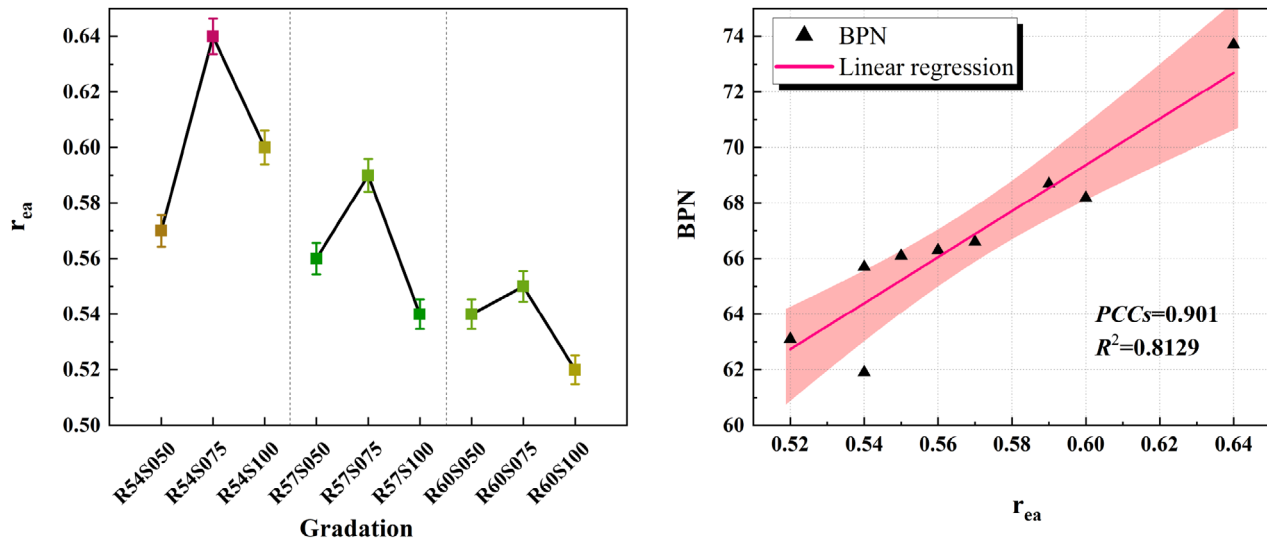 r_ea
0.64
0.62
0.60
0.58
0.56
0.54
0.52
0.50
R54S050
R54S075
R54S100
R57S050
R57S075
R57S100
R60S050
R60S075
R60S100
Gradation
BPN
74
72
70
68
66
64
62
60
BPN
Linear regression
PCCs=0.901
R²=0.8129
0.52
0.54
0.56
0.58
0.60
0.62
0.64
r_ea